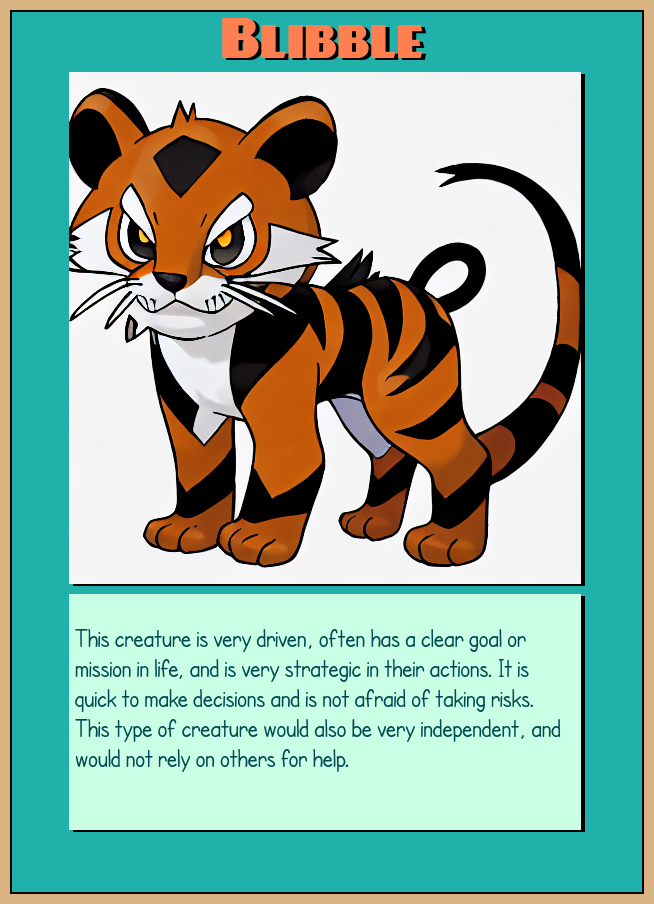 Blibble
This creature is very driven, often has a clear goal or
mission in life, and is very strategic in their actions. It is
quick to make decisions and is not afraid of taking risks.
This type of creature would also be very independent, and
would not rely on others for help.